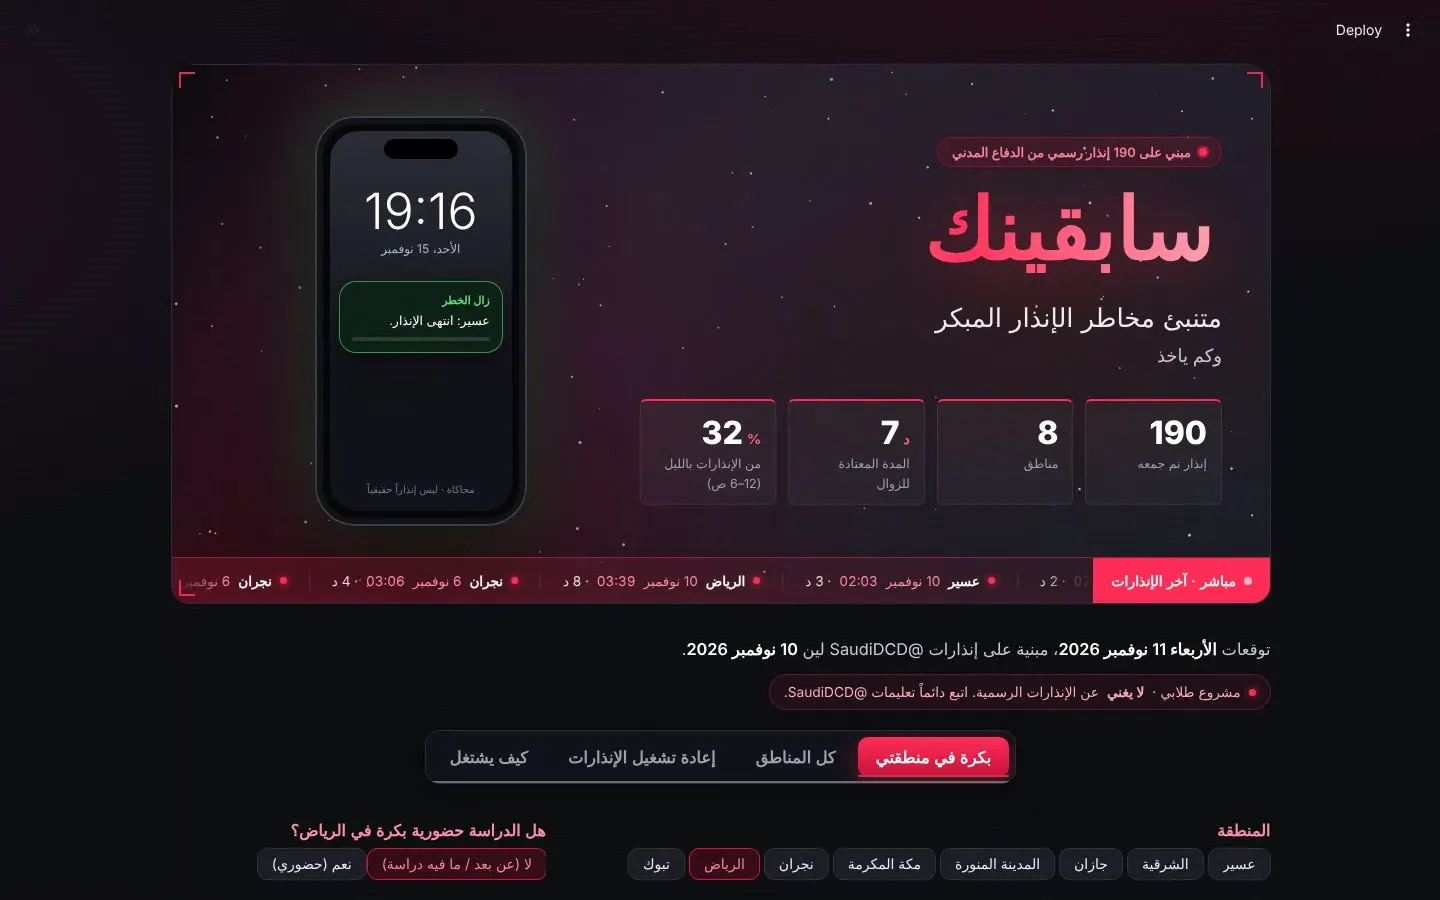 Deploy
مبني على 190 إنذار رسمي من الدفاع المدني
سابقينك
متنبئ مخاطر الإنذار المبكر
وكم ياخذ
190
إنذار تم جمعه
8
مناطق
7 د
المدة المعتادة
للزوال
32 %
من الإنذارات بالليل
(12–6 ص)
19:16
الأحد، 15 نوفمبر
زال الخطر
عسير: انتهى الإنذار.
محاكاة · ليس إنذاراً حقيقياً
مباشر · آخر الإنذارات
02 · 2 د
عسير 10 نوفمبر 02:03 · 3 د
الرياض 10 نوفمبر 03:39 · 8 د
نجران 6 نوفمبر 03:06 · 4 د
نجران 6 نوفمبر
توقعات الأربعاء 11 نوفمبر 2026، مبنية على إنذارات @SaudiDCD لين 10 نوفمبر 2026.
مشروع طلابي · لا يغني عن الإنذارات الرسمية. اتبع دائماً تعليمات @SaudiDCD.
بكرة في منطقتي
كل المناطق
إعادة تشغيل الإنذارات
كيف يشتغل
المنطقة
عسير
الشرقية
جازان
المدينة المنورة
مكة المكرمة
نجران
الرياض
تبوك
هل الدراسة حضورية بكرة في الرياض؟
لا (عن بعد / ما فيه دراسة)
نعم (حضوري)